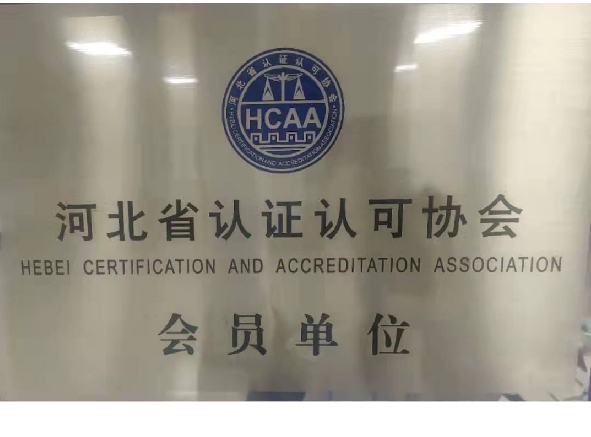 河北省认证认可协会
HEBEI CERTIFICATION AND ACCREDITATION ASSOCIATION
HCAA
河北省认证认可协会
HEBEI CERTIFICATION AND ACCREDITATION ASSOCIATION
会员单位